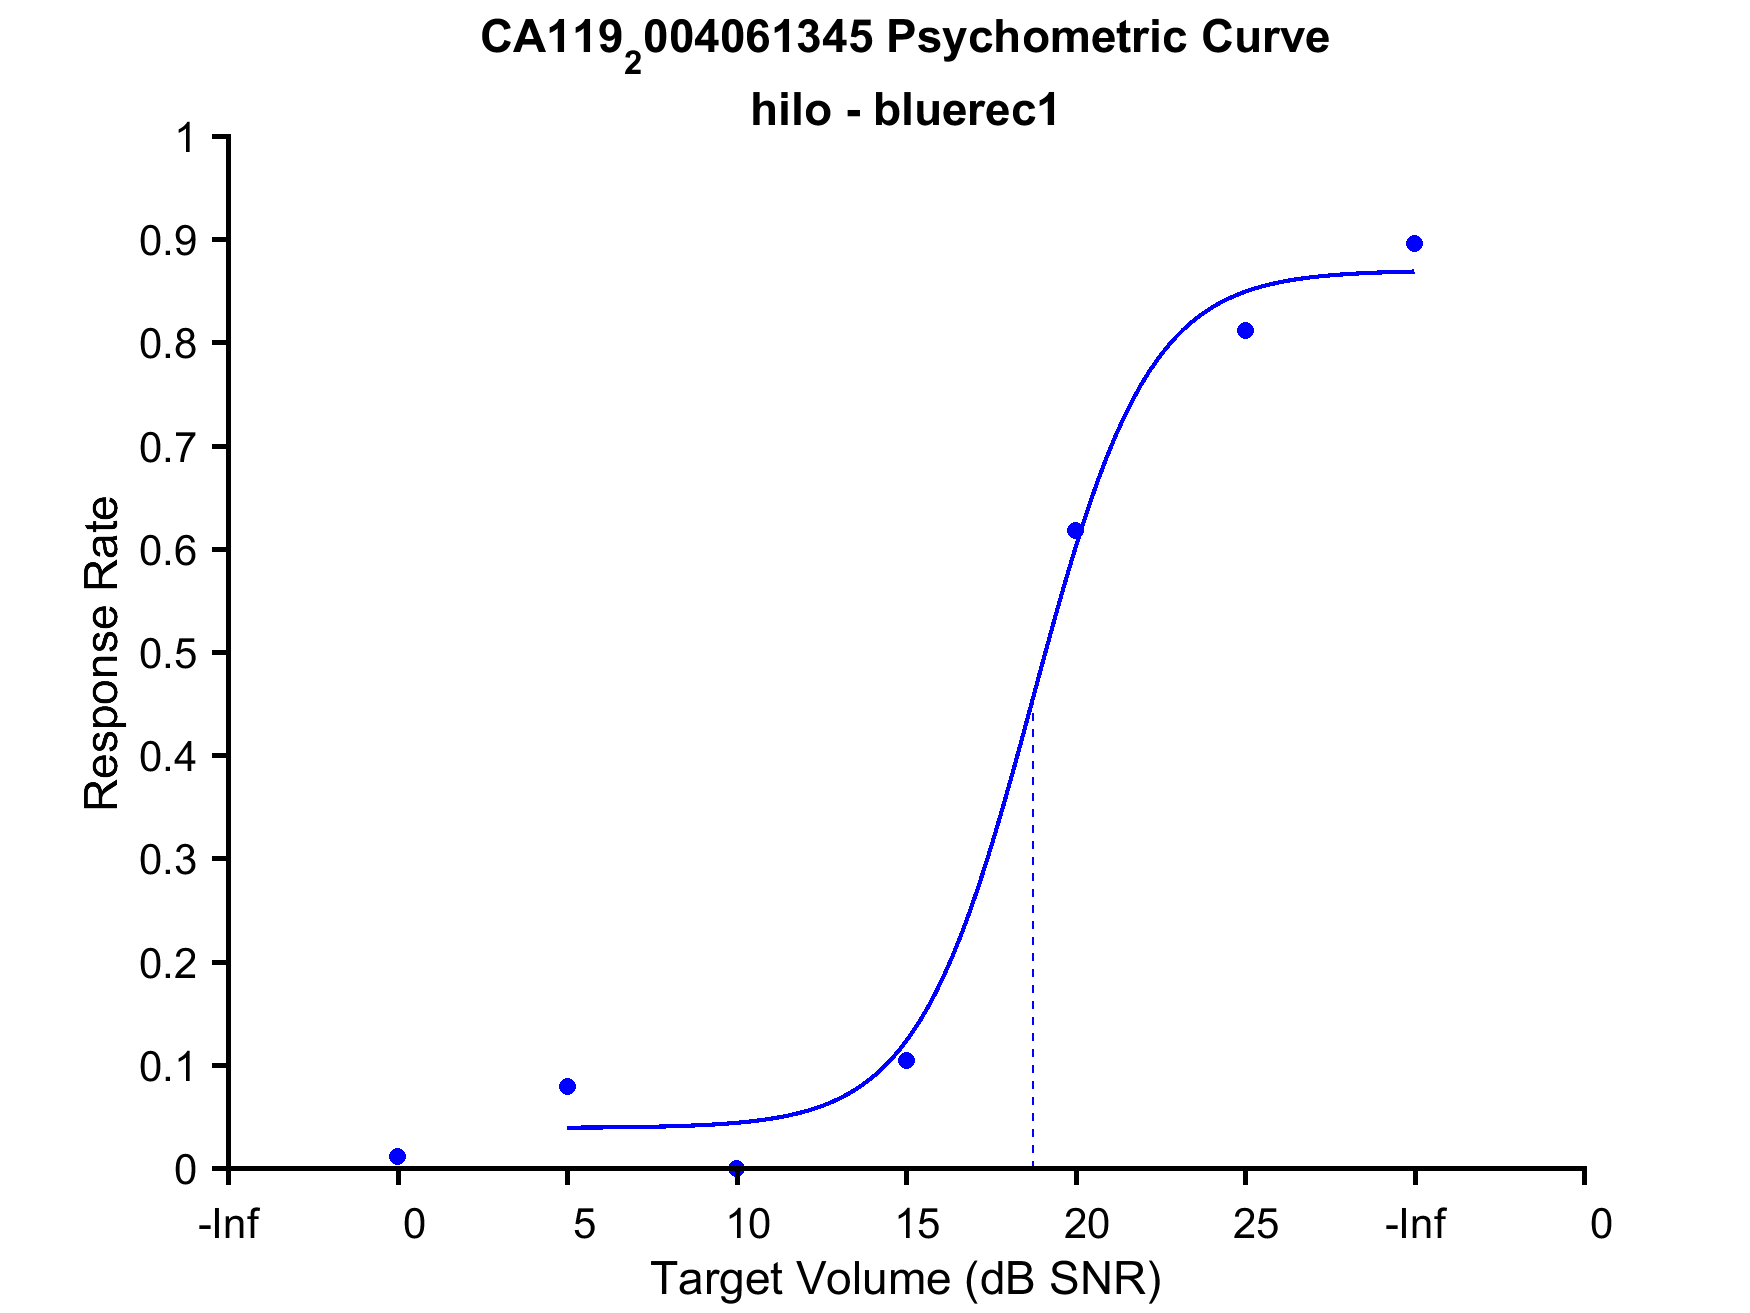 CA119₂004061345 Psychometric Curve
hilo - bluerec1
1
0.9
0.8
0.7
0.6
0.5
0.4
0.3
0.2
0.1
0
Response Rate
-Inf 0 5 10 15 20 25 -Inf 0
Target Volume (dB SNR)